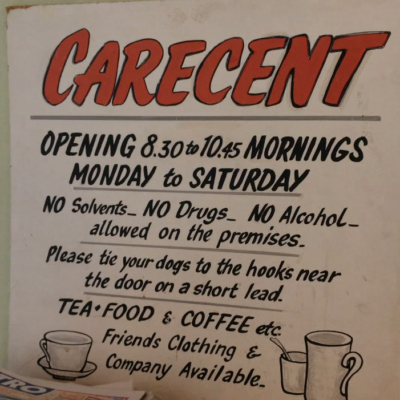 CARECENT
OPENING 8.30 to 10.45 MORNINGS
MONDAY to SATURDAY
NO Solvents_ NO Drugs_ NO Alcohol_
allowed on the premises_
Please tie your dogs to the hooks near
the door on a short lead.
TEA • FOOD & COFFEE etc
Friends Clothing &
Company Available_